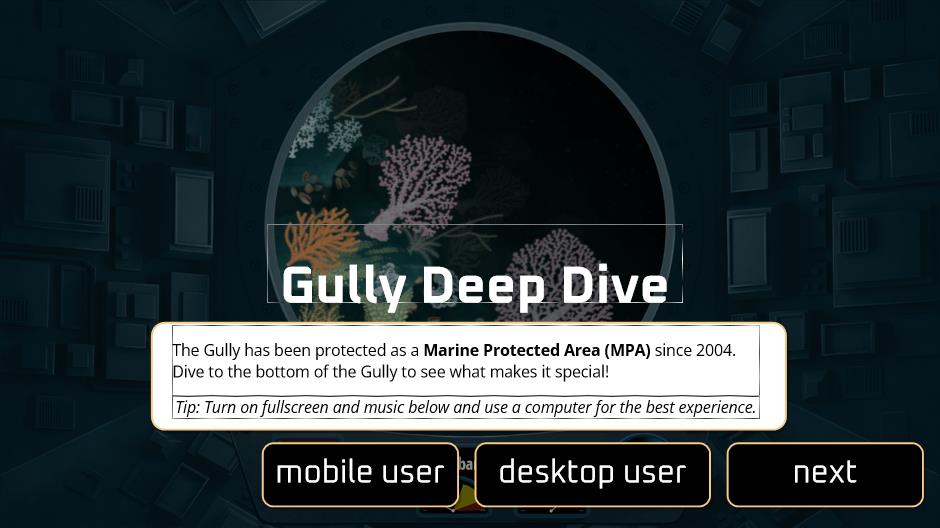 Gully Deep Dive
The Gully has been protected as a Marine Protected Area (MPA) since 2004.
Dive to the bottom of the Gully to see what makes it special!
Tip: Turn on fullscreen and music below and use a computer for the best experience.
mobile user
desktop user
next